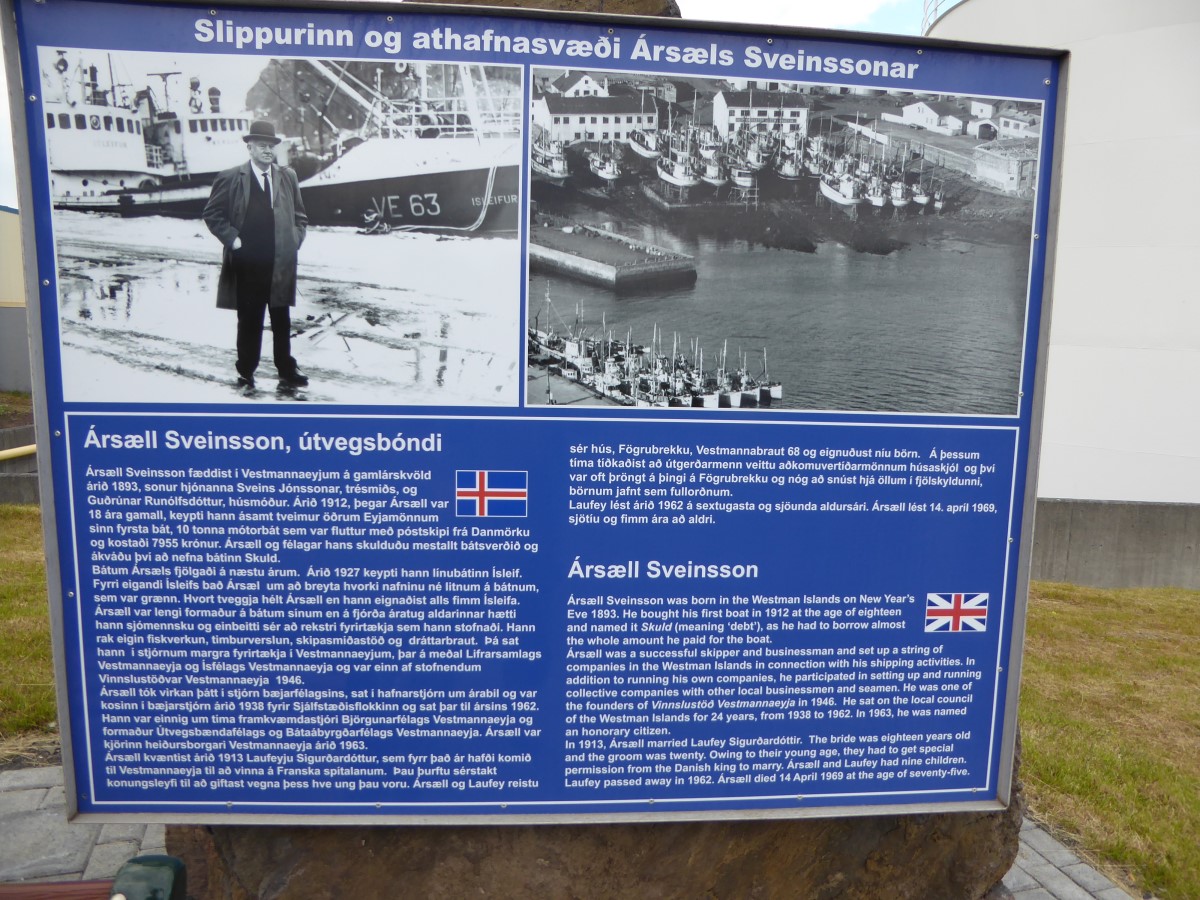 Slippurinn og athafnasvæði Ársæls Sveinssonar
ÍSLEIFUR
VE 63
ISLEIFUR
Ársæll Sveinsson, útvegsbóndi
Ársæll Sveinsson fæddist í Vestmannaeyjum á gamlárskvöld
árið 1893, sonur hjónanna Sveins Jónssonar, trésmiðs, og
Guðrúnar Runólfsdóttur, húsmóður. Árið 1912, þegar Ársæll var
18 ára gamall, keypti hann ásamt tveimur öðrum Eyjamönnum
sinn fyrsta bát, 10 tonna mótorbát sem var fluttur með póstskipi frá Danmörku
og kostaði 7955 krónur. Ársæll og félagar hans skulduðu mestallt bátsverðið og
ákváðu því að nefna bátinn Skuld.
Bátum Ársæls fjölgaði á næstu árum. Árið 1927 keypti hann línubátinn Ísleif.
Fyrri eigandi Ísleifs bað Ársæl um að breyta hvorki nafninu né litnum á bátnum,
sem var grænn. Hvort tveggja hélt Ársæll en hann eignaðist alls fimm Ísleifa.
Ársæll var lengi formaður á bátum sínum en á fjórða áratug aldarinnar hætti
hann sjómennsku og einbeitti sér að rekstri fyrirtækja sem hann stofnaði. Hann
rak eigin fiskverkun, timburverslun, skipasmíðastöð og dráttarbraut. Þá sat
hann í stjórnum margra fyrirtækja í Vestmannaeyjum, þar á meðal Lifrarsamlags
Vestmannaeyja og Ísfélags Vestmannaeyja og var einn af stofnendum
Vinnslustöðvar Vestmannaeyja 1946.
Ársæll tók virkan þátt í stjórn bæjarfélagsins, sat í hafnarstjórn um árabil og var
kosinn í bæjarstjórn árið 1938 fyrir Sjálfstæðisflokkinn og sat þar til ársins 1962.
Hann var einnig um tíma framkvæmdastjóri Björgunarfélags Vestmannaeyja og
formaður Útvegsbændafélags og Bátaábyrgðarfélags Vestmannaeyja. Ársæll var
kjörinn heiðursborgari Vestmannaeyja árið 1963.
Ársæll kvæntist árið 1913 Laufeyju Sigurðardóttur, sem fyrr það ár hafði komið
til Vestmannaeyja til að vinna á Franska spítalanum. Þau þurftu sérstakt
konungsleyfi til að giftast vegna þess hve ung þau voru. Ársæll og Laufey reistu
sér hús, Fögrubrekku, Vestmannabraut 68 og eignuðust níu börn. Á þessum
tíma tíðkaðist að útgerðarmenn veittu aðkomuvertíðarmönnum húsaskjól og því
var oft þröngt á þingi á Fögrubrekku og nóg að snúst hjá öllum í fjölskyldunni,
börnum jafnt sem fullorðnum.
Laufey lést árið 1962 á sextugasta og sjöunda aldursári. Ársæll lést 14. apríl 1969,
sjötíu og fimm ára að aldri.
Ársæll Sveinsson
Ársæll Sveinsson was born in the Westman Islands on New Year's
Eve 1893. He bought his first boat in 1912 at the age of eighteen
and named it Skuld (meaning 'debt'), as he had to borrow almost
the whole amount he paid for the boat.
Ársæll was a successful skipper and businessman and set up a string of
companies in the Westman Islands in connection with his shipping activities. In
addition to running his own companies, he participated in setting up and running
collective companies with other local businessmen and seamen. He was one of
the founders of Vinnslustöð Vestmannaeyja in 1946. He sat on the local council
of the Westman Islands for 24 years, from 1938 to 1962. In 1963, he was named
an honorary citizen.
In 1913, Ársæll married Laufey Sigurðardóttir. The bride was eighteen years old
and the groom was twenty. Owing to their young age, they had to get special
permission from the Danish king to marry. Ársæll and Laufey had nine children.
Laufey passed away in 1962. Ársæll died 14 April 1969 at the age of seventy-five.